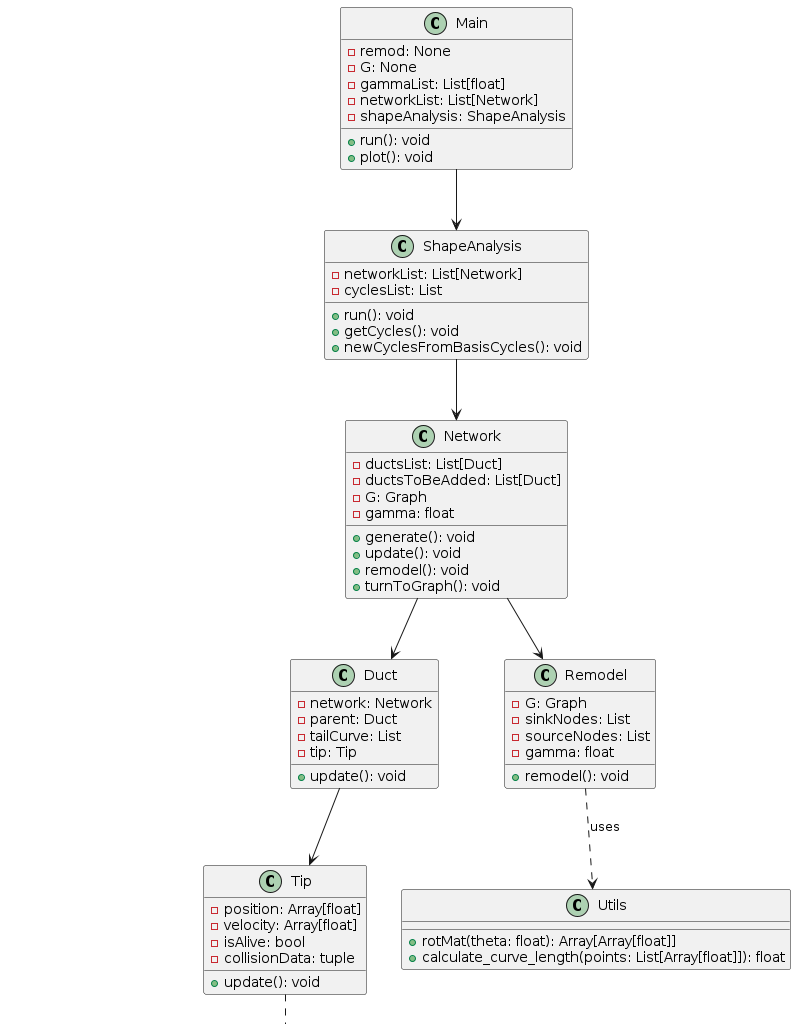 C Main
remod: None
G: None
gammaList: List[float]
networkList: List[Network]
shapeAnalysis: ShapeAnalysis
run(): void
plot(): void
C ShapeAnalysis
networkList: List[Network]
cyclesList: List
run(): void
getCycles(): void
newCyclesFromBasisCycles(): void
C Network
ductsList: List[Duct]
ductsToBeAdded: List[Duct]
G: Graph
gamma: float
generate(): void
update(): void
remodel(): void
turnToGraph(): void
C Duct
network: Network
parent: Duct
tailCurve: List
tip: Tip
update(): void
C Remodel
G: Graph
sinkNodes: List
sourceNodes: List
gamma: float
remodel(): void
uses
C Tip
position: Array[float]
velocity: Array[float]
isAlive: bool
collisionData: tuple
update(): void
C Utils
rotMat(theta: float): Array[Array[float]]
calculate_curve_length(points: List[Array[float]]): float